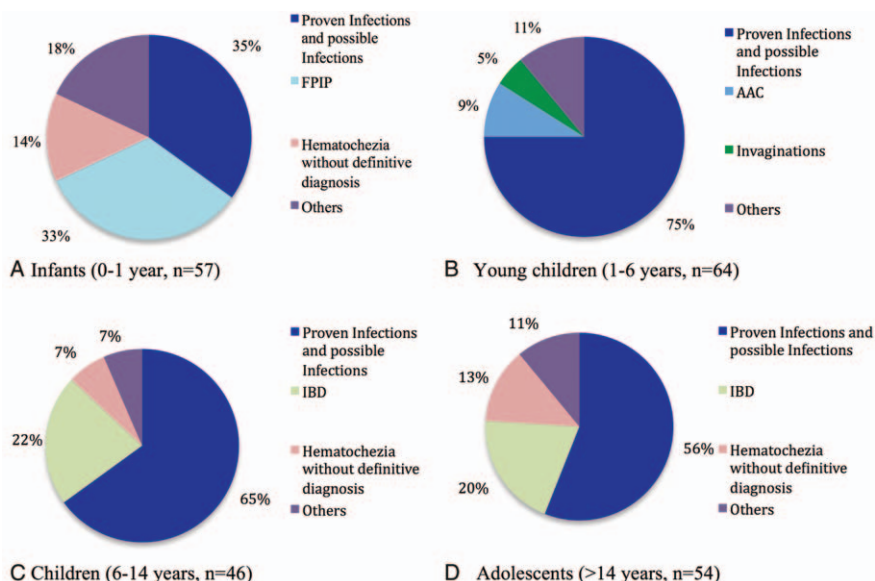 18%
35%
14%
33%
Proven Infections
and possible
Infections
FPIP
Hematochezia
without definitive
diagnosis
Others
A Infants (0-1 year, n=57)
11%
5%
9%
75%
Proven Infections
and possible
Infections
AAC
Invaginations
Others
B Young children (1-6 years, n=64)
7%
7%
22%
65%
Proven Infections
and possible
Infections
IBD
Hematochezia
without definitive
diagnosis
Others
C Children (6-14 years, n=46)
11%
13%
20%
56%
Proven Infections and
possible Infections
IBD
Hematochezia
without definitive
diagnosis
Others
D Adolescents (>14 years, n=54)